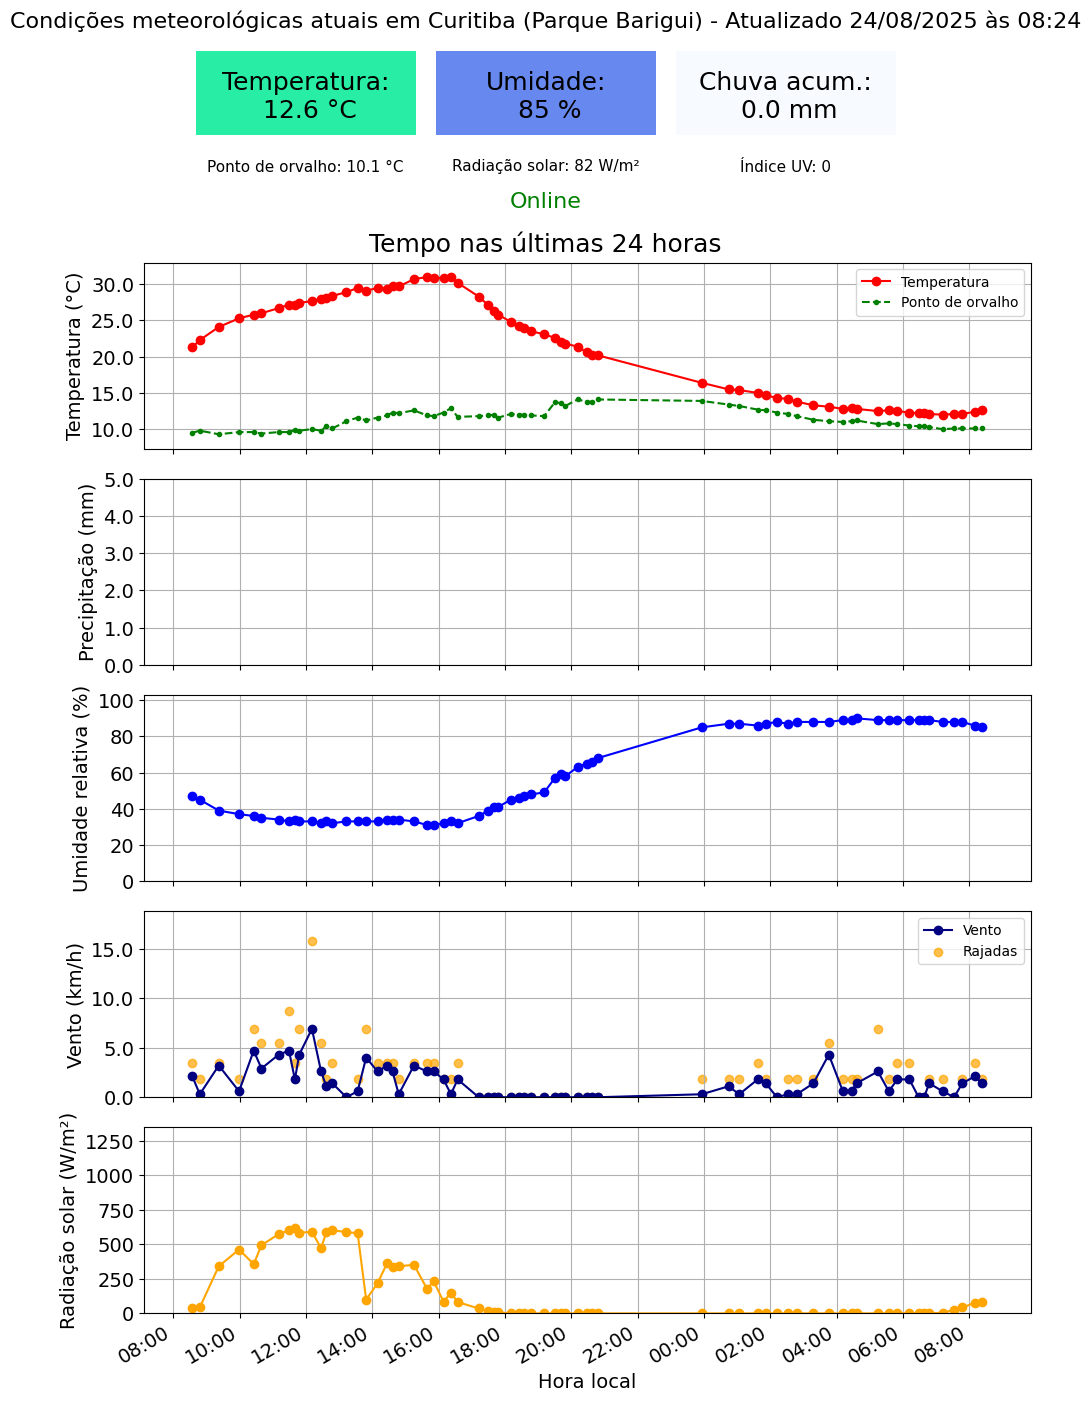 Condições meteorológicas atuais em Curitiba (Parque Barigui) - Atualizado 24/08/2025 às 08:24
Temperatura:
12.6 °C
Umidade:
85 %
Chuva acum.:
0.0 mm
Ponto de orvalho: 10.1 °C
Radiação solar: 82 W/m²
Índice UV: 0
Online
Tempo nas últimas 24 horas
Temperatura (°C)
30.0
25.0
20.0
15.0
10.0
Temperatura
Ponto de orvalho
Precipitação (mm)
5.0
4.0
3.0
2.0
1.0
0.0
Umidade relativa (%)
100
80
60
40
20
0
Vento (km/h)
15.0
10.0
5.0
0.0
Vento
Rajadas
Radiação solar (W/m²)
1250
1000
750
500
250
0
08:00
10:00
12:00
14:00
16:00
18:00
20:00
22:00
00:00
02:00
04:00
06:00
08:00
Hora local